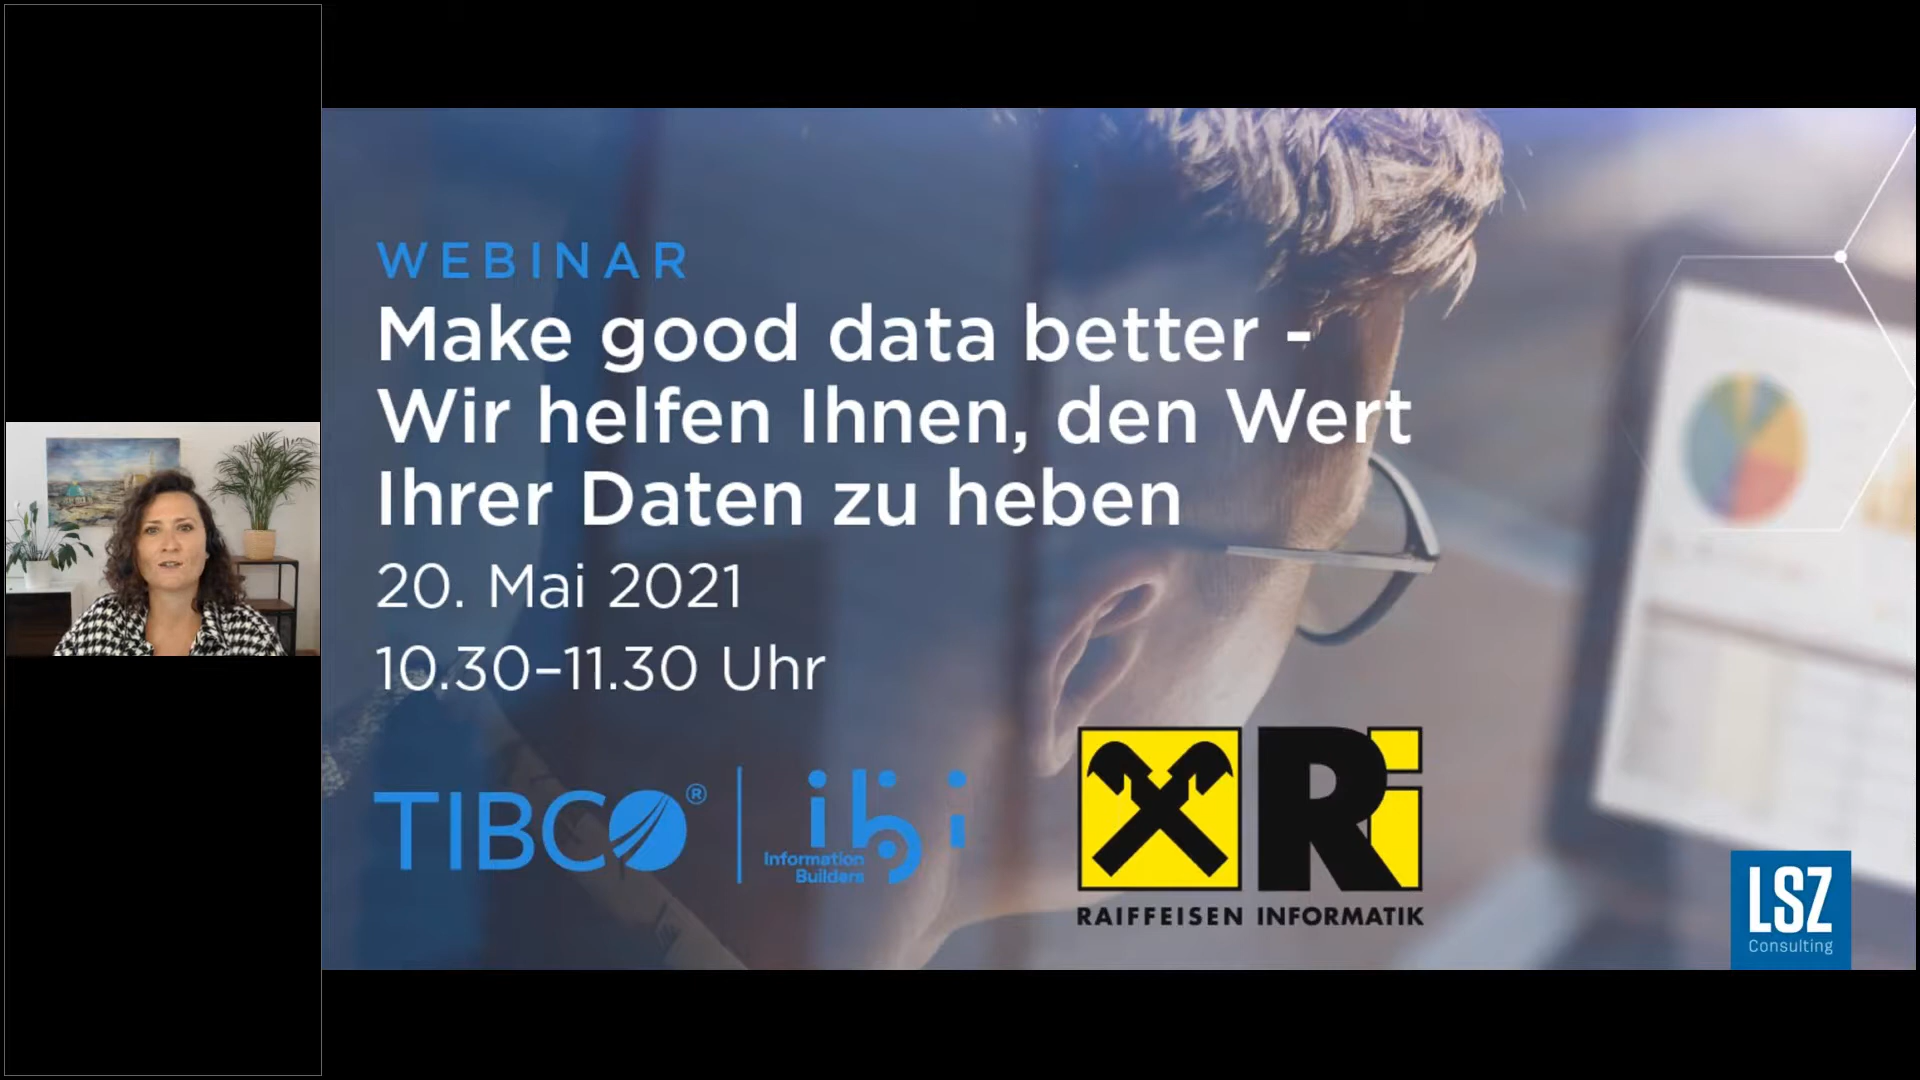 WEBINAR
Make good data better -
Wir helfen Ihnen, den Wert
Ihrer Daten zu heben
20. Mai 2021
10.30–11.30 Uhr
TIBCO®
ibi
Information
Builders
Ri
RAIFFEISEN INFORMATIK
LSZ
Consulting